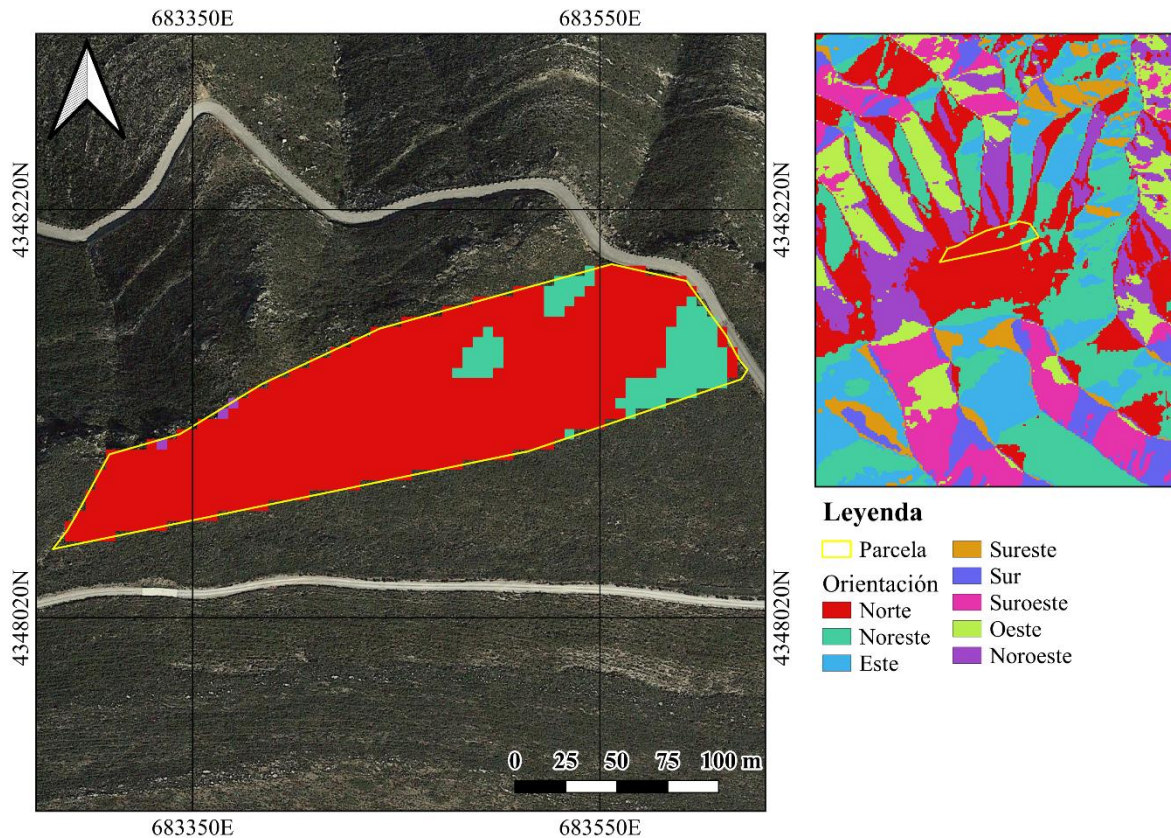 683350E
683550E
4348220N
4348220N
4348020N
4348020N
0 25 50 75 100 m
683350E
683550E
Leyenda
Parcela
Orientación
Norte
Noreste
Este
Sureste
Sur
Suroeste
Oeste
Noroeste